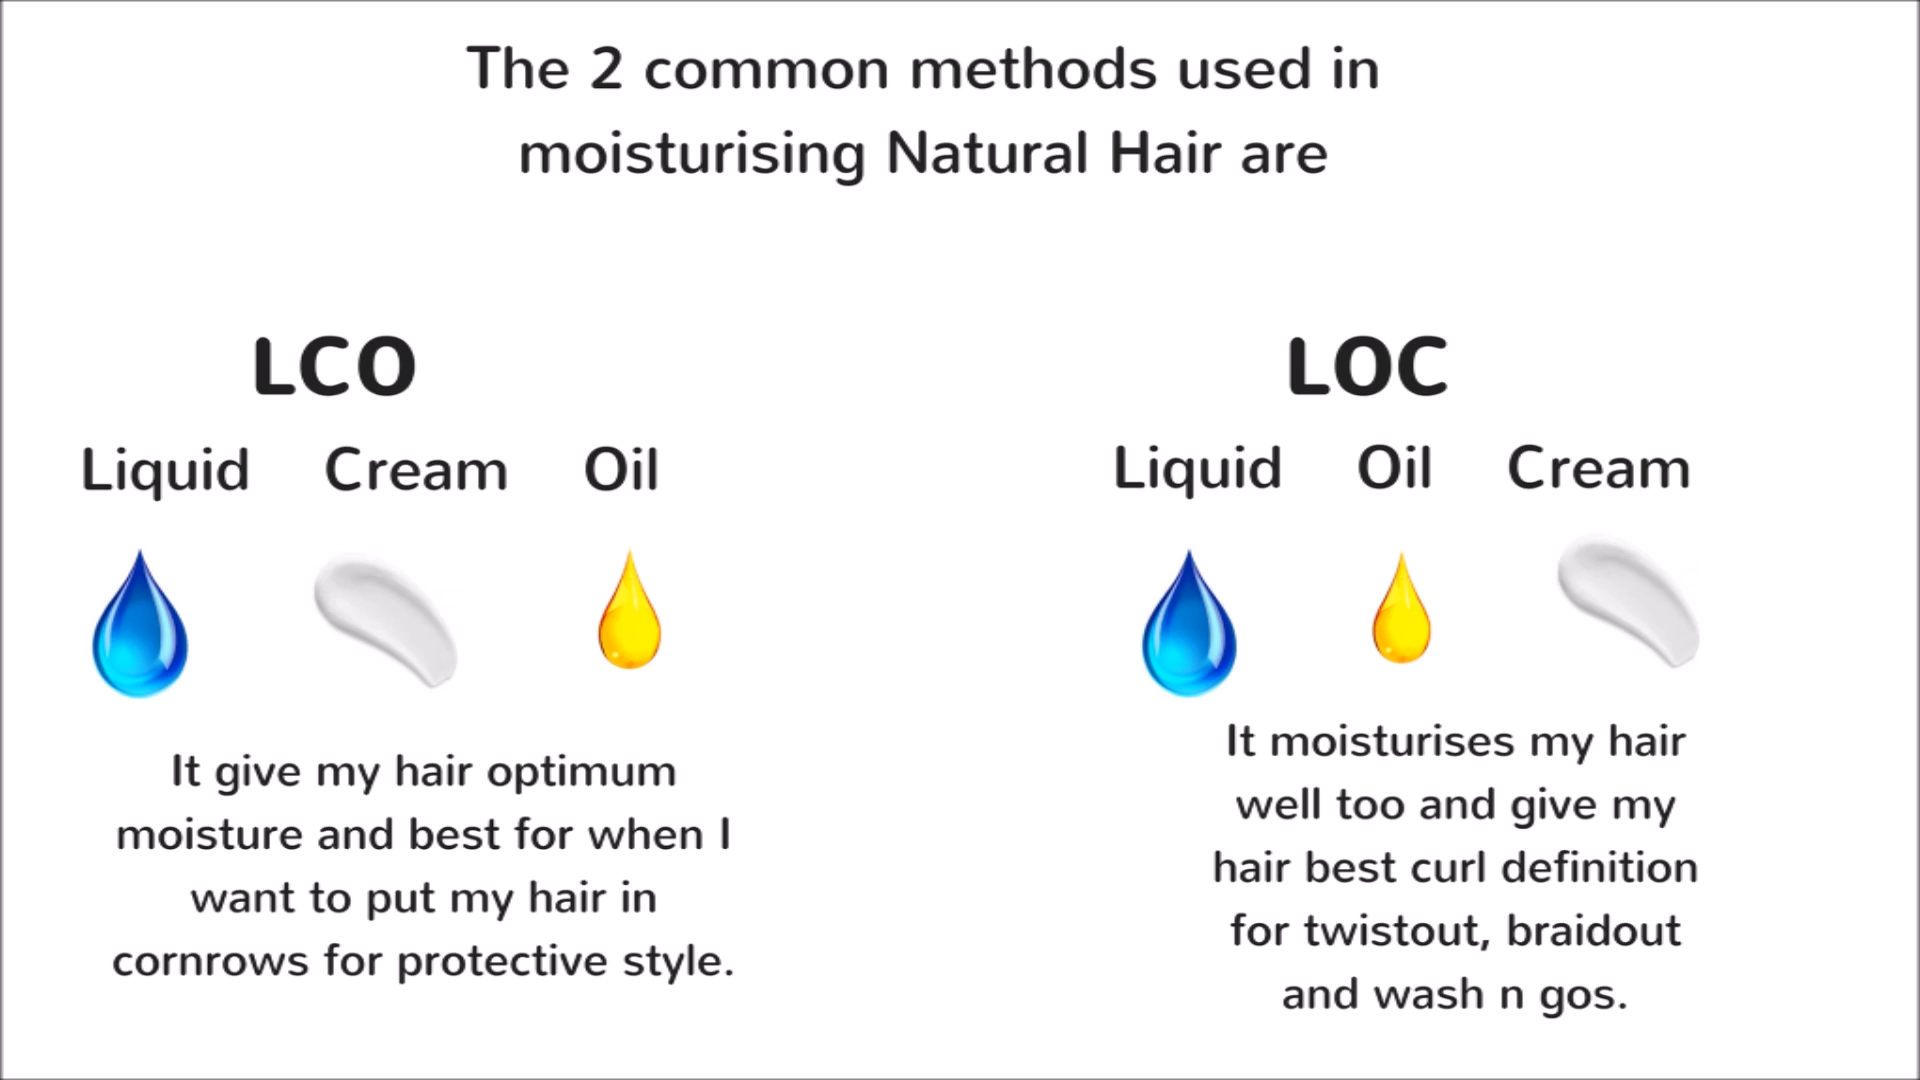 The 2 common methods used in
moisturising Natural Hair are
LCO
Liquid Cream Oil
It give my hair optimum
moisture and best for when I
want to put my hair in
cornrows for protective style.
LOC
Liquid Oil Cream
It moisturises my hair
well too and give my
hair best curl definition
for twistout, braidout
and wash n gos.